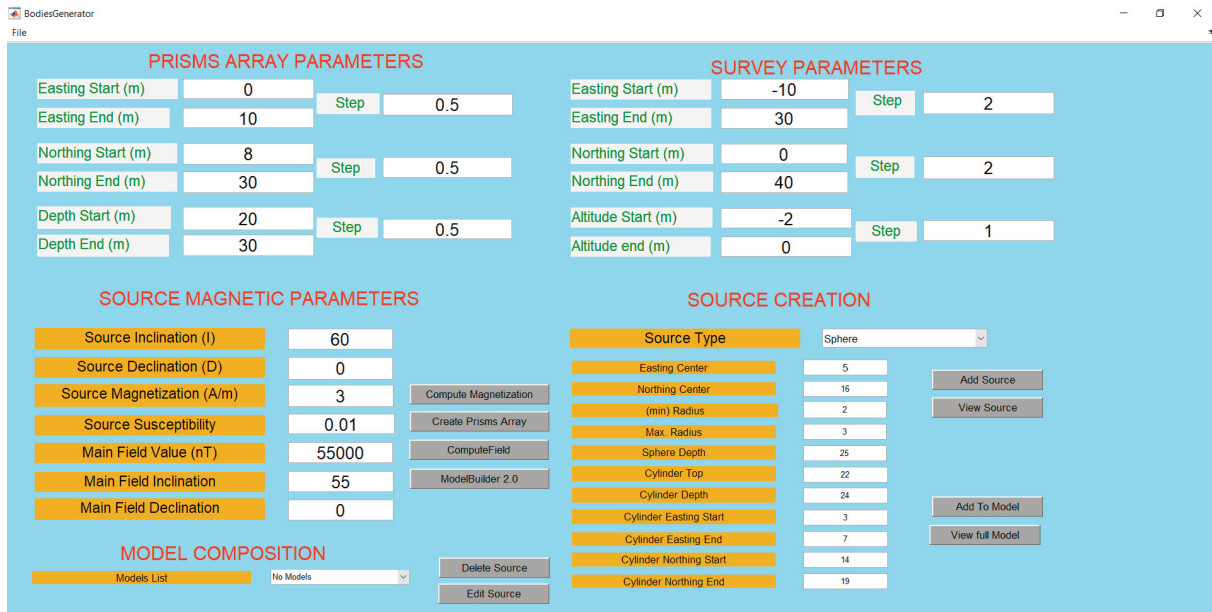 BodiesGenerator
File
PRISMS ARRAY PARAMETERS
Easting Start (m) 0
Step 0.5
Easting End (m) 10
Northing Start (m) 8
Step 0.5
Northing End (m) 30
Depth Start (m) 20
Step 0.5
Depth End (m) 30
SURVEY PARAMETERS
Easting Start (m) -10
Step 2
Easting End (m) 30
Northing Start (m) 0
Step 2
Northing End (m) 40
Altitude Start (m) -2
Step 1
Altitude end (m) 0
SOURCE MAGNETIC PARAMETERS
Source Inclination (I) 60
Source Declination (D) 0
Source Magnetization (A/m) 3 Compute Magnetization
Source Susceptibility 0.01 Create Prisms Array
Main Field Value (nT) 55000 ComputeField
Main Field Inclination 55 ModelBuilder 2.0
Main Field Declination 0
MODEL COMPOSITION
Models List No Models
Delete Source
Edit Source
SOURCE CREATION
Source Type Sphere
Easting Center 5
Add Source
Northing Center 16
View Source
(min) Radius 2
Max. Radius 3
Sphere Depth 25
Cylinder Top 22
Cylinder Depth 24
Add To Model
Cylinder Easting Start 3
View full Model
Cylinder Easting End 7
Cylinder Northing Start 14
Cylinder Northing End 19